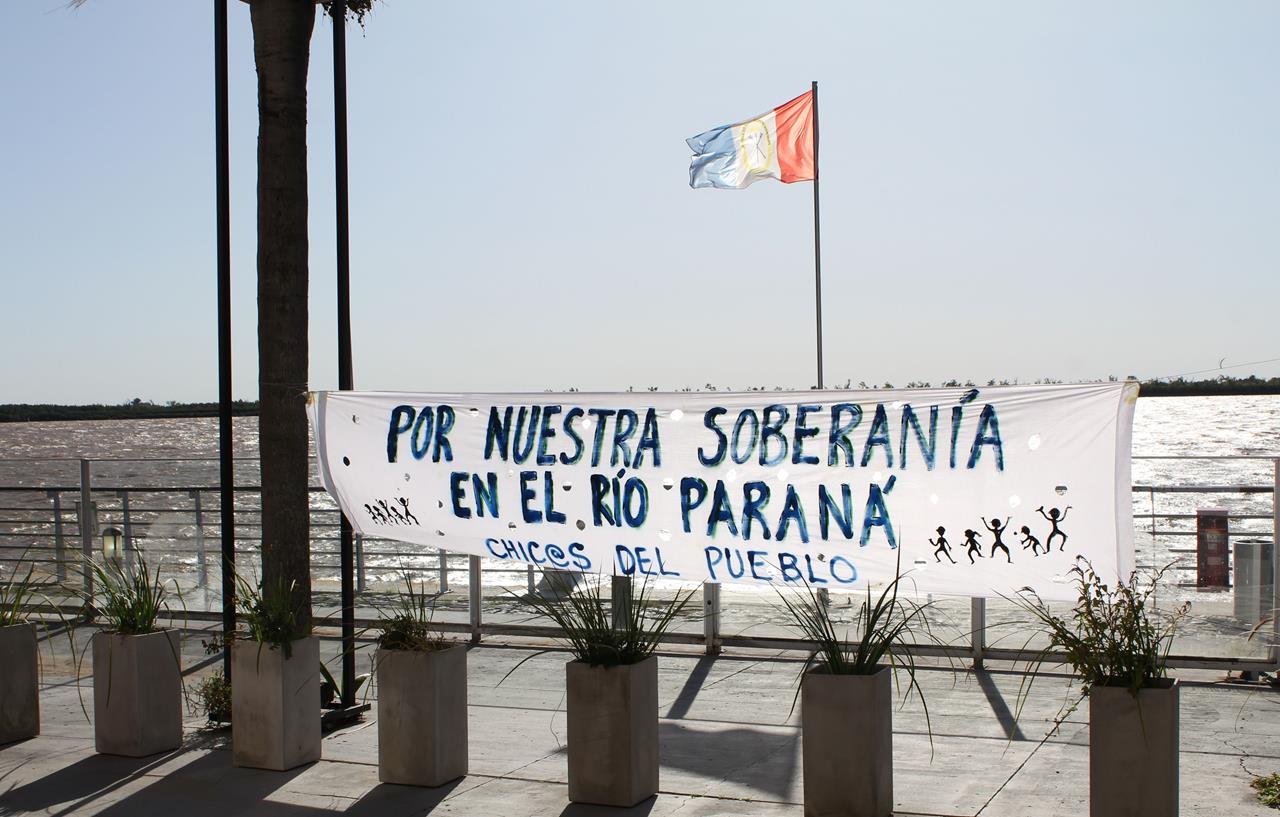 POR NUESTRA SOBERANÍA
EN EL RÍO PARANÁ
CHIC@S DEL PUEBLO